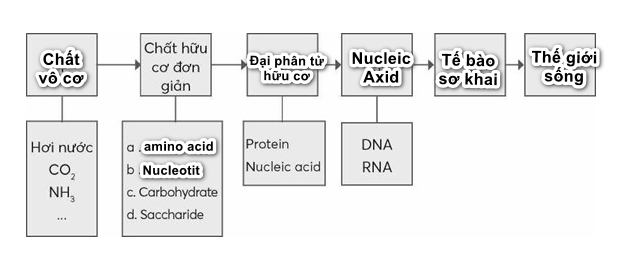 Chất
vô cơ
Chất hữu
cơ đơn
giản
Đại phân tử
hữu cơ
Nucleic
Axid
Tế bào
sơ khai
Thế giới
sống
Hơi nước
CO₂
NH₃
...
a. amino acid
b. Nucleotit
c. Carbohydrate
d. Saccharide
Protein
Nucleic acid
DNA
RNA